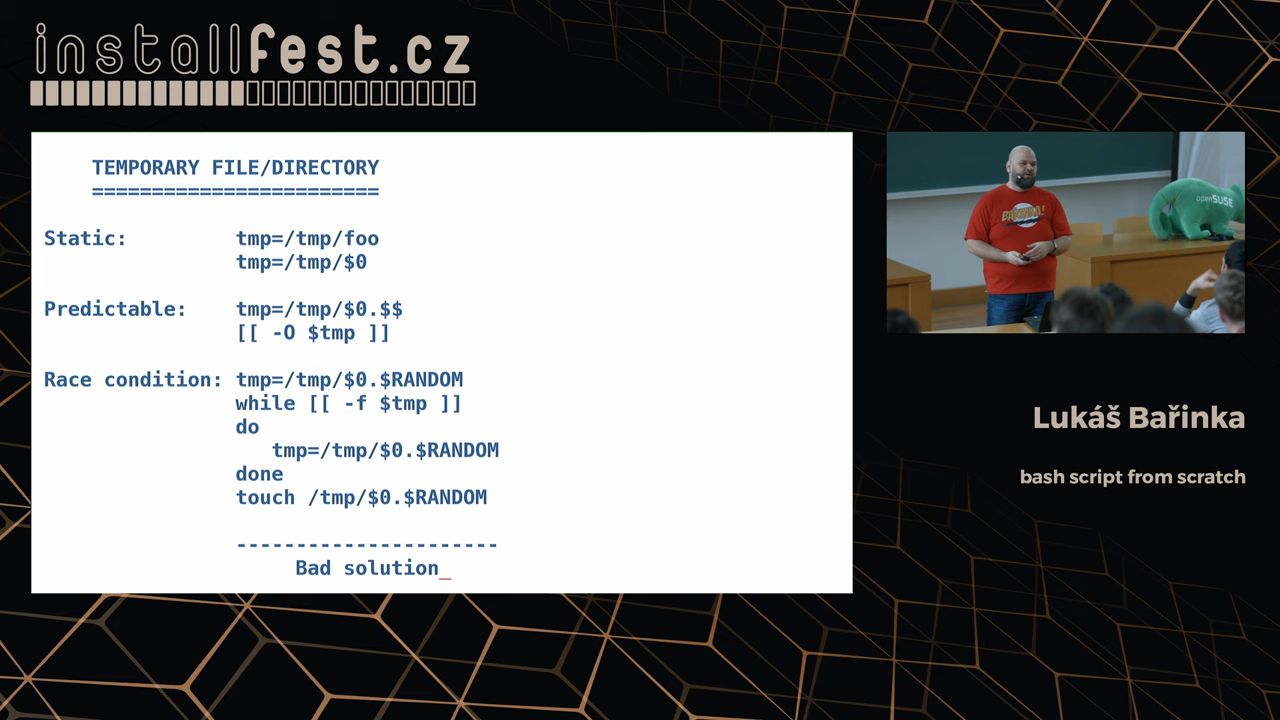 installfest.cz
TEMPORARY FILE/DIRECTORY
========================
Static: tmp=/tmp/foo
tmp=/tmp/$0
Predictable: tmp=/tmp/$0.$$
[[ -O $tmp ]]
Race condition: tmp=/tmp/$0.$RANDOM
while [[ -f $tmp ]]
do
tmp=/tmp/$0.$RANDOM
done
touch /tmp/$0.$RANDOM
----------------------
Bad solution_
openSUSE
Lukáš Bařinka
bash script from scratch